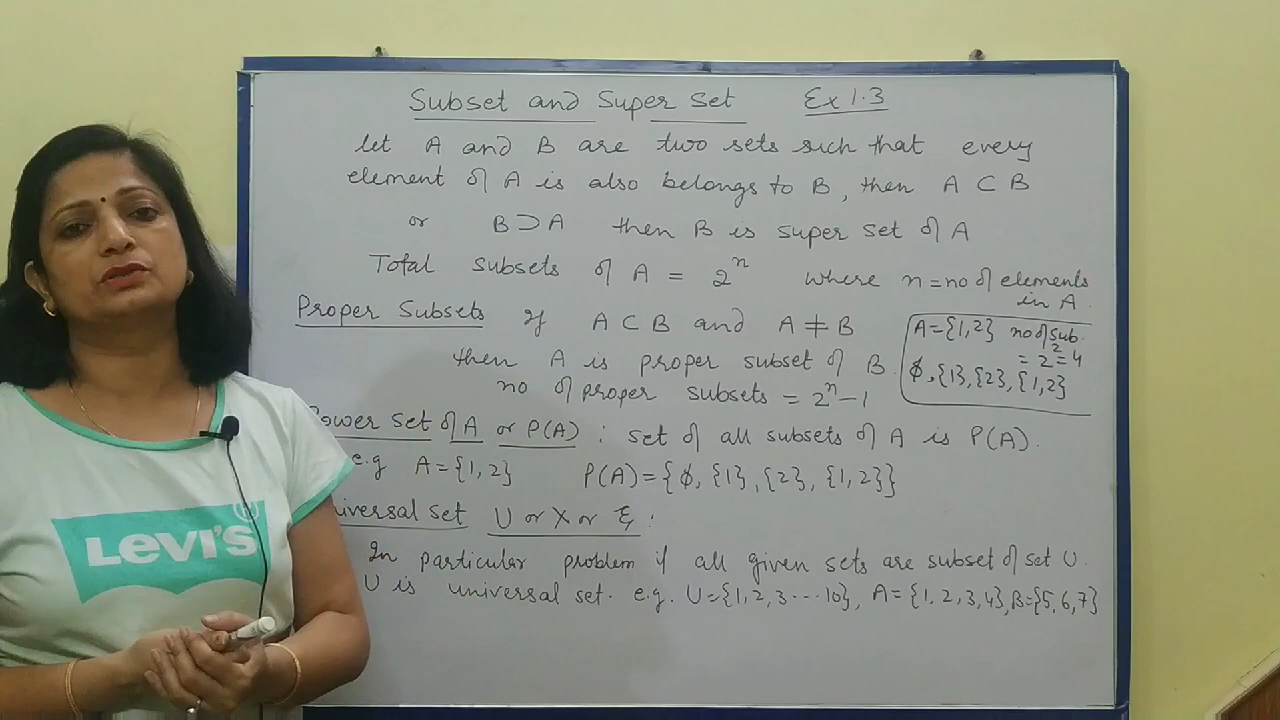 Subset and Super Set Ex 1.3
let A and B are two sets such that every
element of A is also belongs to B, then A ⊂ B
or B ⊃ A then B is super set of A
Total subsets of A = 2ⁿ where n = no of elements
in A.
Proper Subsets If A ⊂ B and A ≠ B
then A is proper subset of B.
no of proper subsets = 2ⁿ-1
A={1,2} no of sub.
= 2²=4
ϕ, {1}, {2}, {1,2}
ower set of A or P(A) : set of all subsets of A is P(A).
e.g A={1,2} P(A)={ϕ, {1}, {2}, {1,2}}
iversal set U or X or ξ :
In particular problem if all given sets are subset of set U.
U is universal set. e.g. U={1,2,3---10}, A={1,2,3,4}, B={5,6,7}
LEVI'S ®